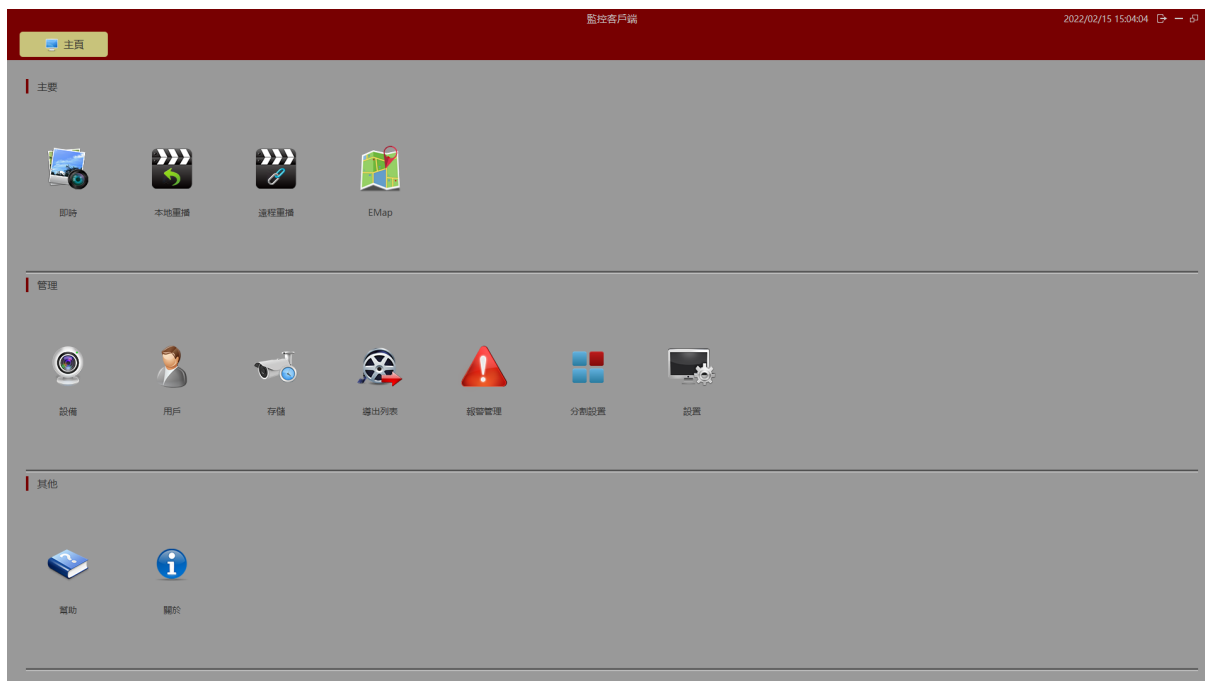 監控客戶端
2022/02/15 15:04:04
主頁
主要
即時
本地重播
遠程重播
EMap
管理
設備
用戶
存儲
導出列表
報警管理
分割設置
設置
其他
幫助
關於